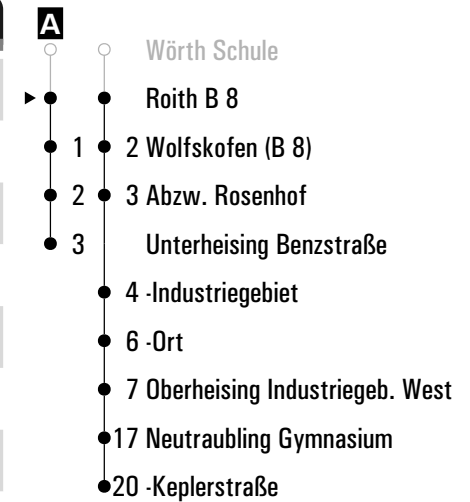 A
Wörth Schule
Roith B 8
1 2 Wolfskofen (B 8)
2 3 Abzw. Rosenhof
3 Unterheising Benzstraße
4 -Industriegebiet
6 -Ort
7 Oberheising Industriegeb. West
17 Neutraubling Gymnasium
20 -Keplerstraße